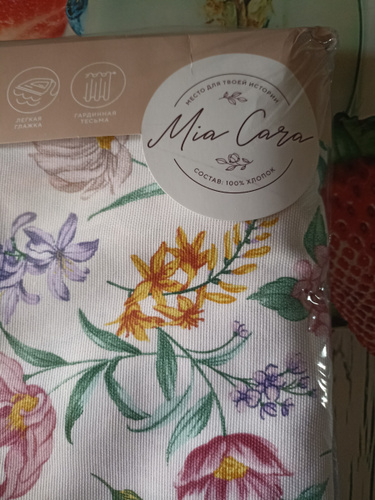 МЕСТО ДЛЯ ТВОЕЙ ИСТОРИИ
Mia Cara
СОСТАВ: 100% ХЛОПОК
ЛЕГКАЯ
ГЛАЖКА
ГАРДИННАЯ
ТЕСЬМА